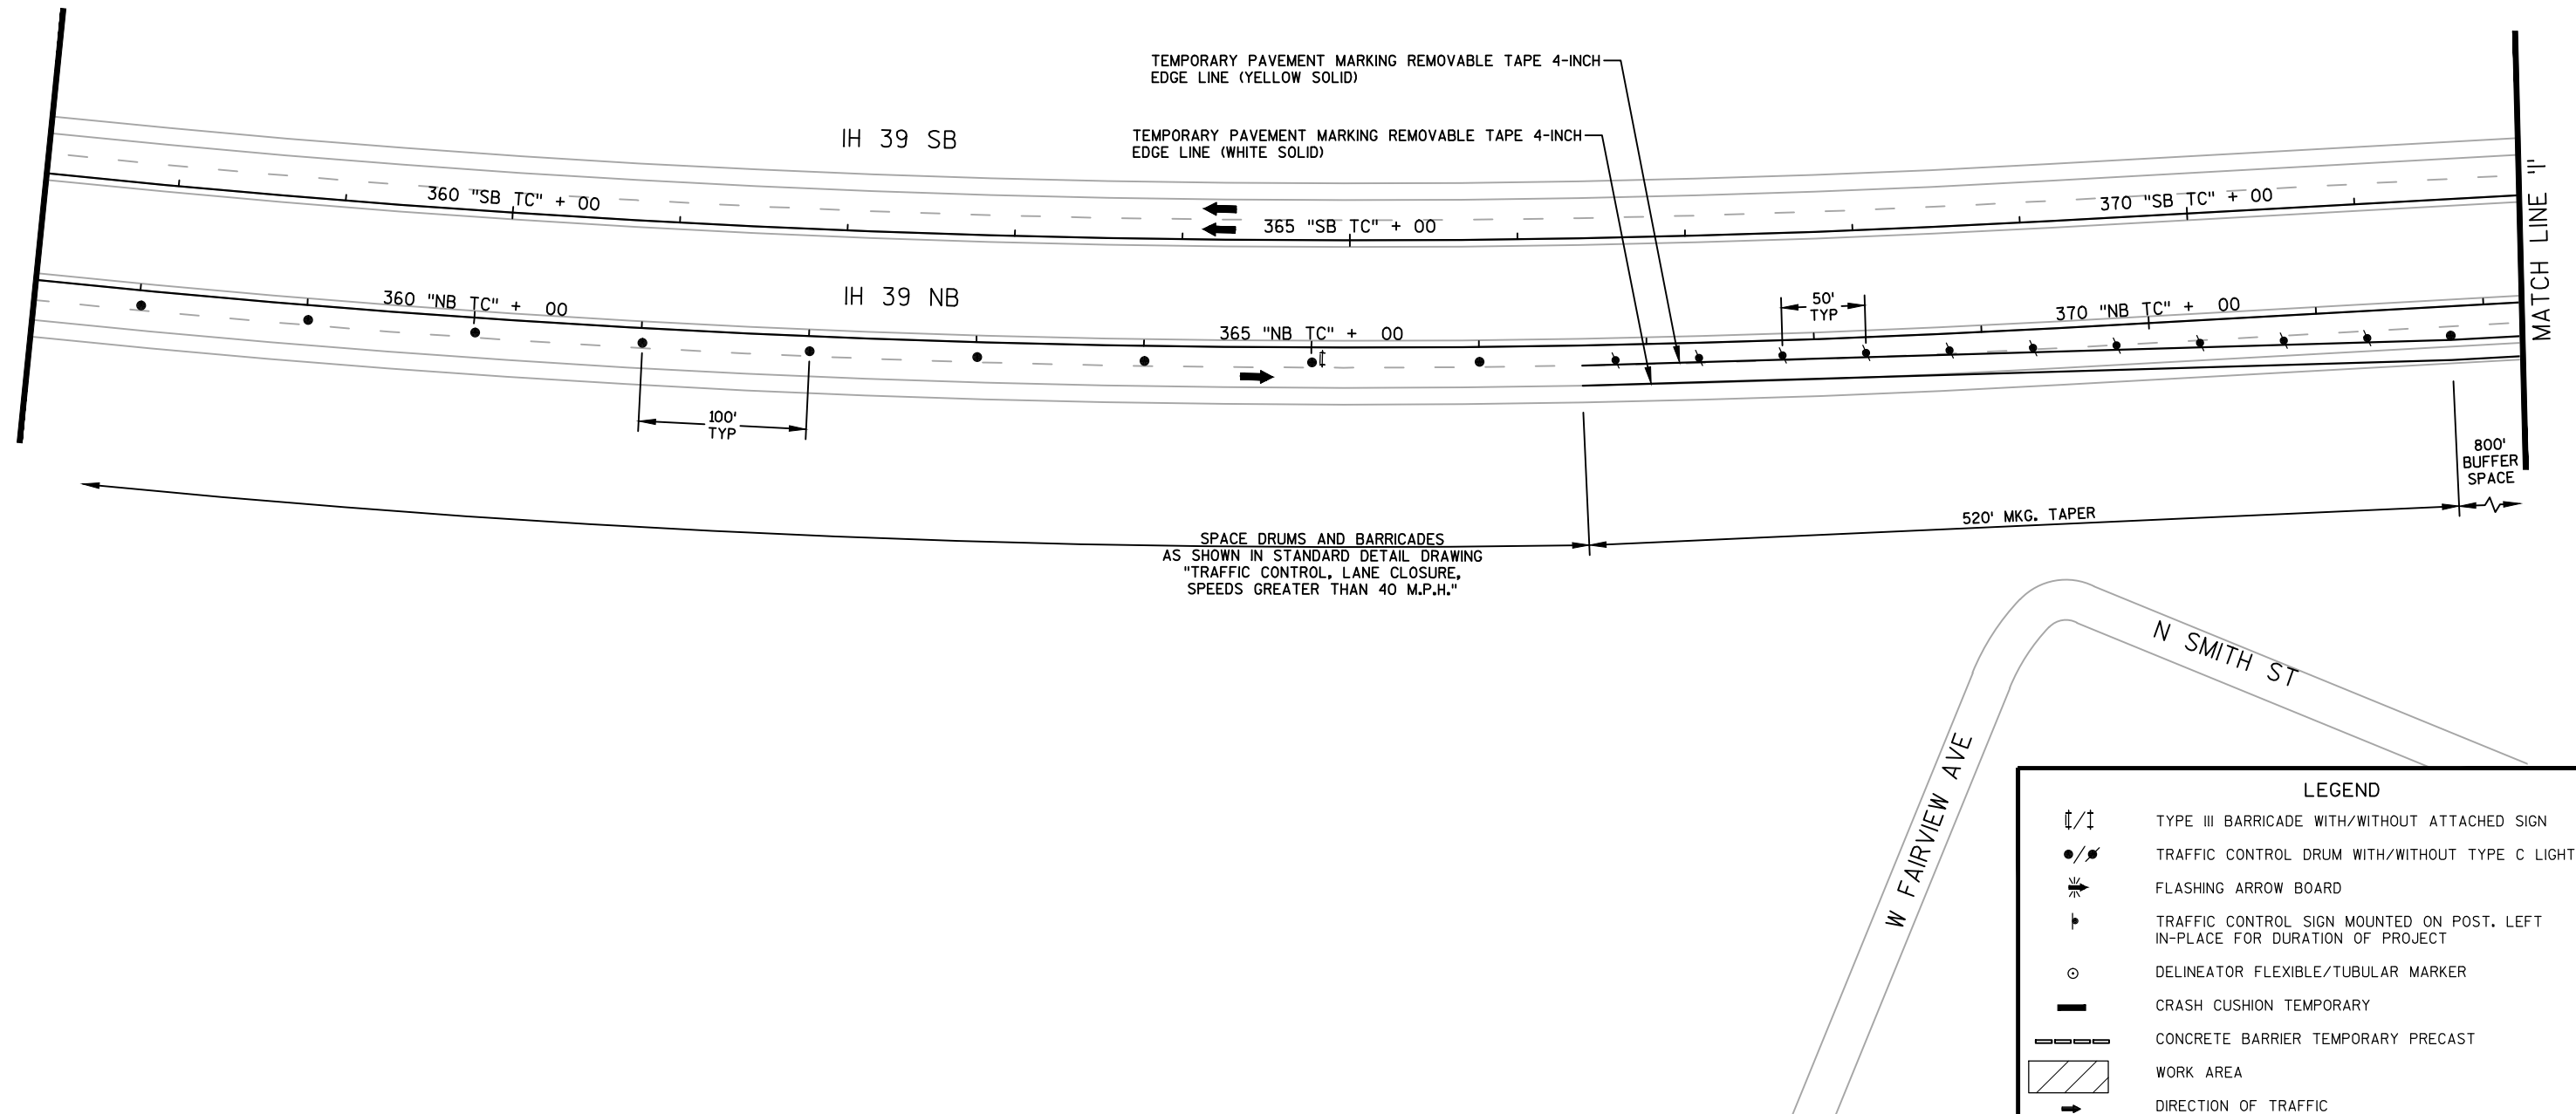 TEMPORARY PAVEMENT MARKING REMOVABLE TAPE 4-INCH
EDGE LINE (YELLOW SOLID)
IH 39 SB
TEMPORARY PAVEMENT MARKING REMOVABLE TAPE 4-INCH
EDGE LINE (WHITE SOLID)
360 "SB TC" + 00
365 "SB TC" + 00
370 "SB TC" + 00
MATCH LINE "I"
360 "NB TC" + 00
IH 39 NB
365 "NB TC" + 00
50'
TYP
370 "NB TC" + 00
100'
TYP
800'
BUFFER
SPACE
520' MKG. TAPER
SPACE DRUMS AND BARRICADES
AS SHOWN IN STANDARD DETAIL DRAWING
"TRAFFIC CONTROL, LANE CLOSURE,
SPEEDS GREATER THAN 40 M.P.H."
N SMITH ST
W FAIRVIEW AVE
LEGEND
TYPE III BARRICADE WITH/WITHOUT ATTACHED SIGN
TRAFFIC CONTROL DRUM WITH/WITHOUT TYPE C LIGHT
FLASHING ARROW BOARD
TRAFFIC CONTROL SIGN MOUNTED ON POST. LEFT
IN-PLACE FOR DURATION OF PROJECT
DELINEATOR FLEXIBLE/TUBULAR MARKER
CRASH CUSHION TEMPORARY
CONCRETE BARRIER TEMPORARY PRECAST
WORK AREA
DIRECTION OF TRAFFIC